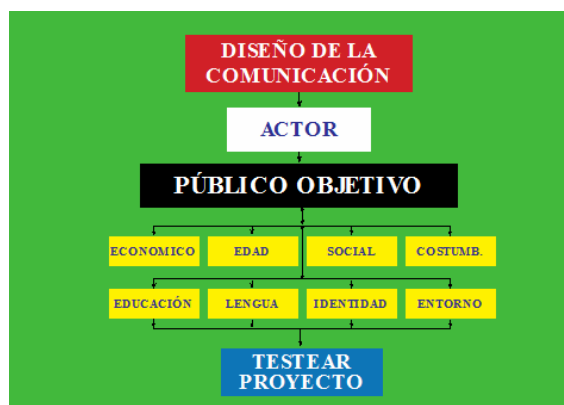 DISEÑO DE LA
COMUNICACIÓN
ACTOR
PÚBLICO OBJETIVO
ECONOMICO
EDAD
SOCIAL
COSTUMB.
EDUCACIÓN
LENGUA
IDENTIDAD
ENTORNO
TESTEAR
PROYECTO